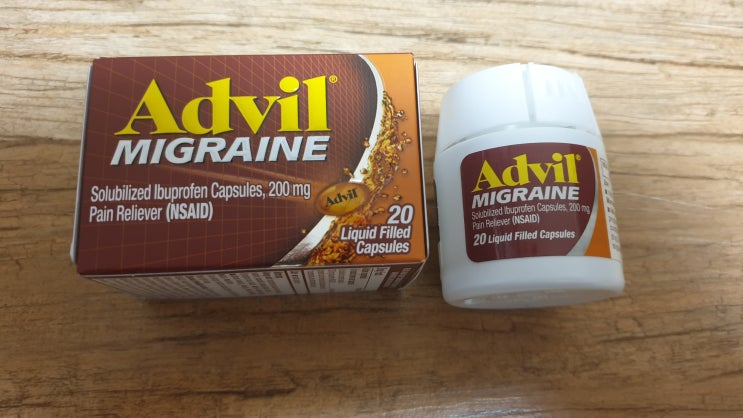 Advil®
MIGRAINE
Solubilized Ibuprofen Capsules, 200 mg
Pain Reliever (NSAID)
Advil
20
Liquid Filled
Capsules
Advil®
MIGRAINE
Solubilized Ibuprofen Capsules, 200 mg
Pain Reliever (NSAID)
20 Liquid Filled Capsules